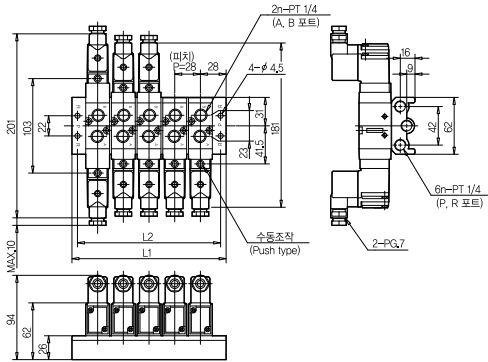 2n-PT 1/4
(A, B 포트)
(피치)
P=28
28
4-ϕ 4.5
16
9
201
103
22
31
23
41.5
181
42
62
6n-PT 1/4
(P, R 포트)
MAX.10
L2
L1
수동조작
(Push type)
2-PG.7
94
62
26